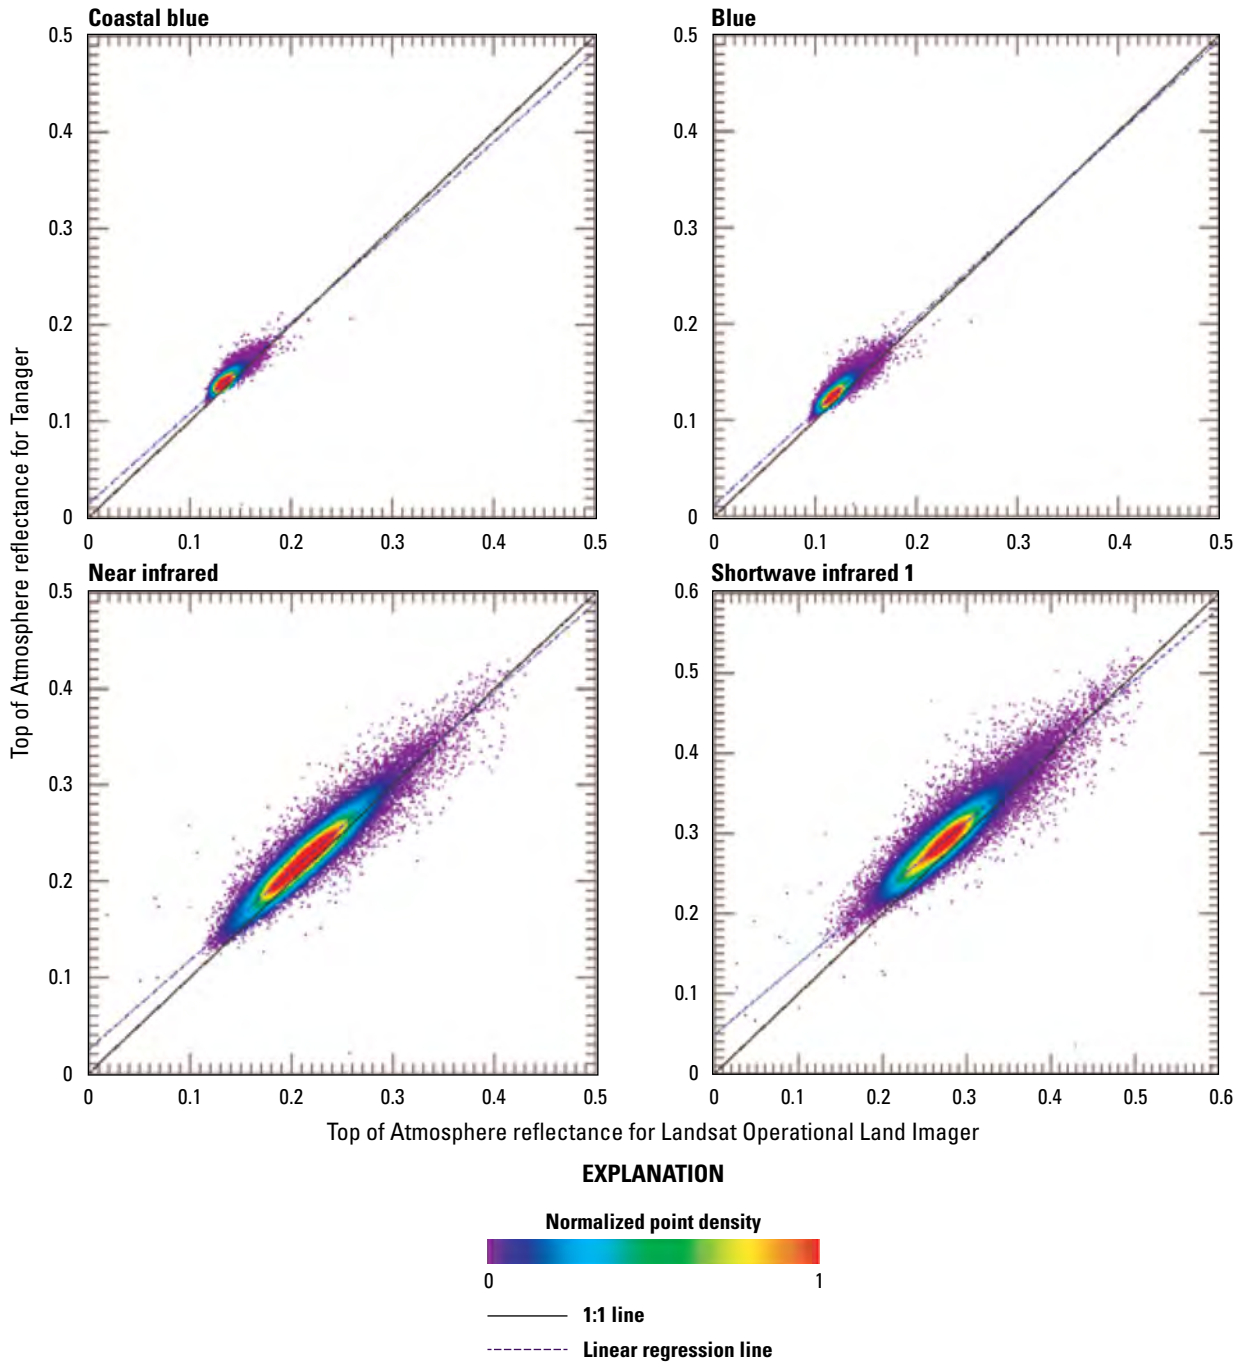 Coastal blue
Blue
0.5
0.4
0.3
0.2
0.1
0
0 0.1 0.2 0.3 0.4 0.5
0.5
0.4
0.3
0.2
0.1
0
0 0.1 0.2 0.3 0.4 0.5
Near infrared
Shortwave infrared 1
0.5
0.4
0.3
0.2
0.1
0
0 0.1 0.2 0.3 0.4 0.5
0.6
0.5
0.4
0.3
0.2
0.1
0
0 0.1 0.2 0.3 0.4 0.5 0.6
Top of Atmosphere reflectance for Tanager
Top of Atmosphere reflectance for Landsat Operational Land Imager
EXPLANATION
Normalized point density
0 1
1:1 line
Linear regression line